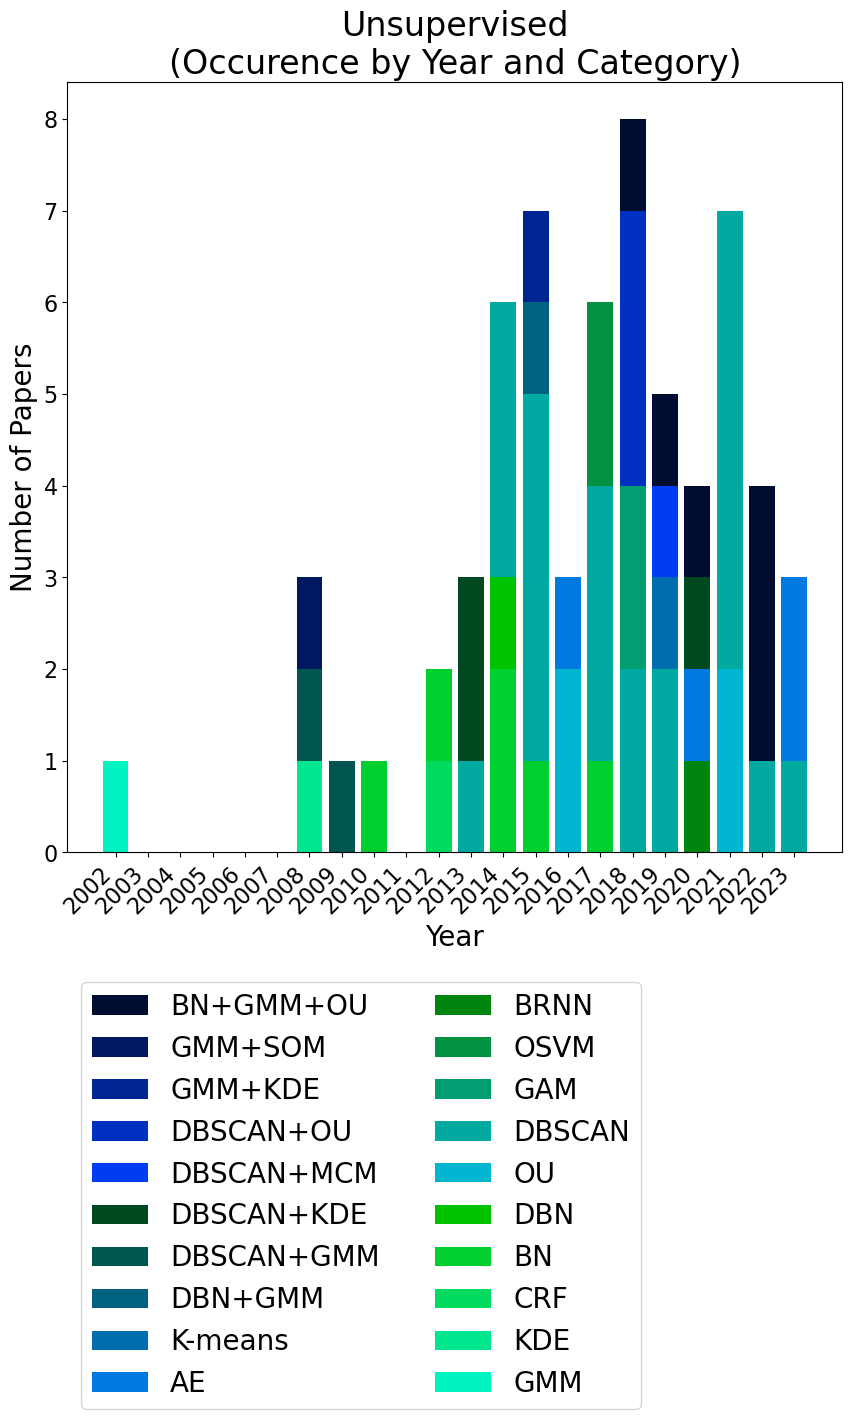 Unsupervised
(Occurence by Year and Category)
8
7
6
5
4
3
2
1
0
Number of Papers
2002
2003
2004
2005
2006
2007
2008
2009
2010
2011
2012
2013
2014
2015
2016
2017
2018
2019
2020
2021
2022
2023
Year
BN+GMM+OU
GMM+SOM
GMM+KDE
DBSCAN+OU
DBSCAN+MCM
DBSCAN+KDE
DBSCAN+GMM
DBN+GMM
K-means
AE
BRNN
OSVM
GAM
DBSCAN
OU
DBN
BN
CRF
KDE
GMM